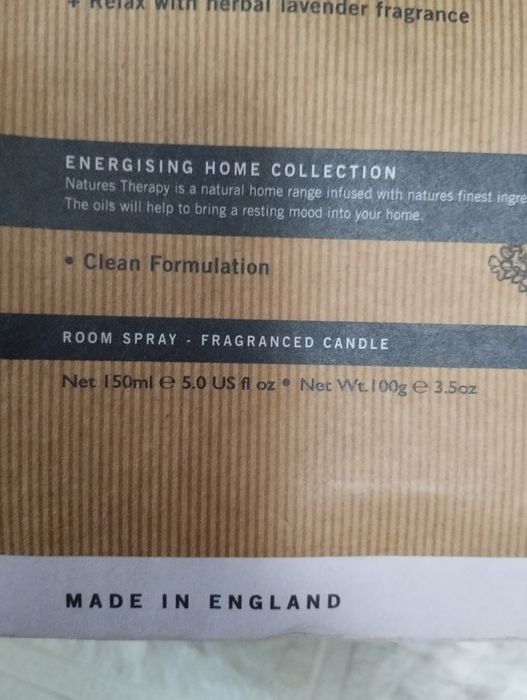 + Relax with herbal lavender fragrance
ENERGISING HOME COLLECTION
Natures Therapy is a natural home range infused with natures finest ingre
The oils will help to bring a resting mood into your home.
• Clean Formulation
ROOM SPRAY - FRAGRANCED CANDLE
Net 150ml ℮ 5.0 US fl oz • Net Wt.100g ℮ 3.5oz
MADE IN ENGLAND